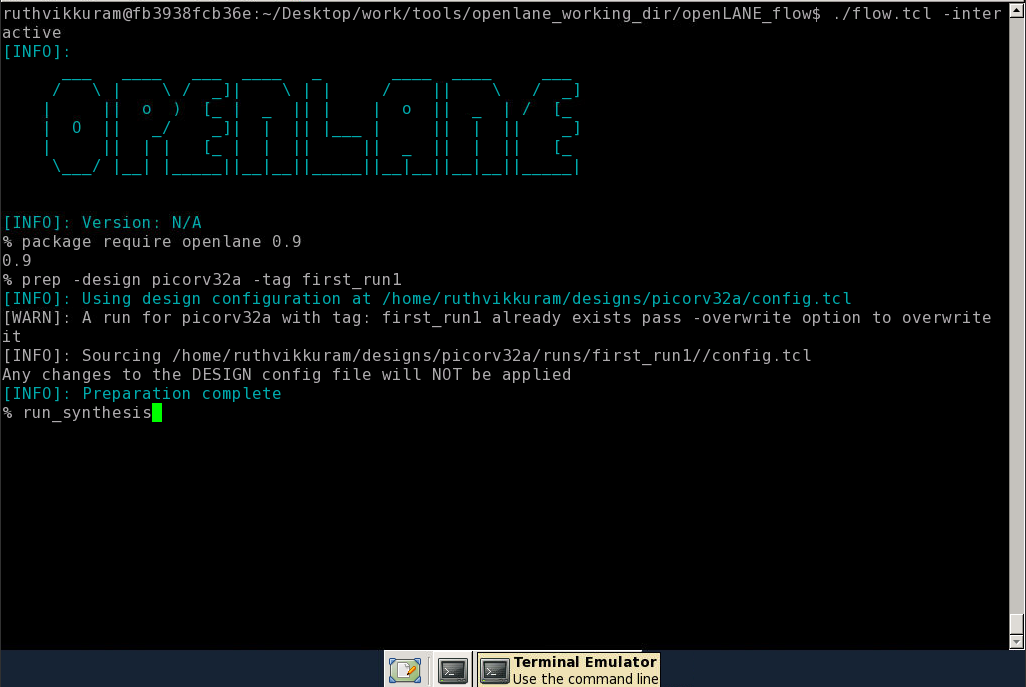 ruthvikkuram@fb3938fcb36e:~/Desktop/work/tools/openlane_working_dir/openLANE_flow$ ./flow.tcl -inter
active
[INFO]:
OPENLANE
[INFO]: Version: N/A
% package require openlane 0.9
0.9
% prep -design picorv32a -tag first_run1
[INFO]: Using design configuration at /home/ruthvikkuram/designs/picorv32a/config.tcl
[WARN]: A run for picorv32a with tag: first_run1 already exists pass -overwrite option to overwrite
it
[INFO]: Sourcing /home/ruthvikkuram/designs/picorv32a/runs/first_run1//config.tcl
Any changes to the DESIGN config file will NOT be applied
[INFO]: Preparation complete
% run_synthesis
Terminal Emulator
Use the command line